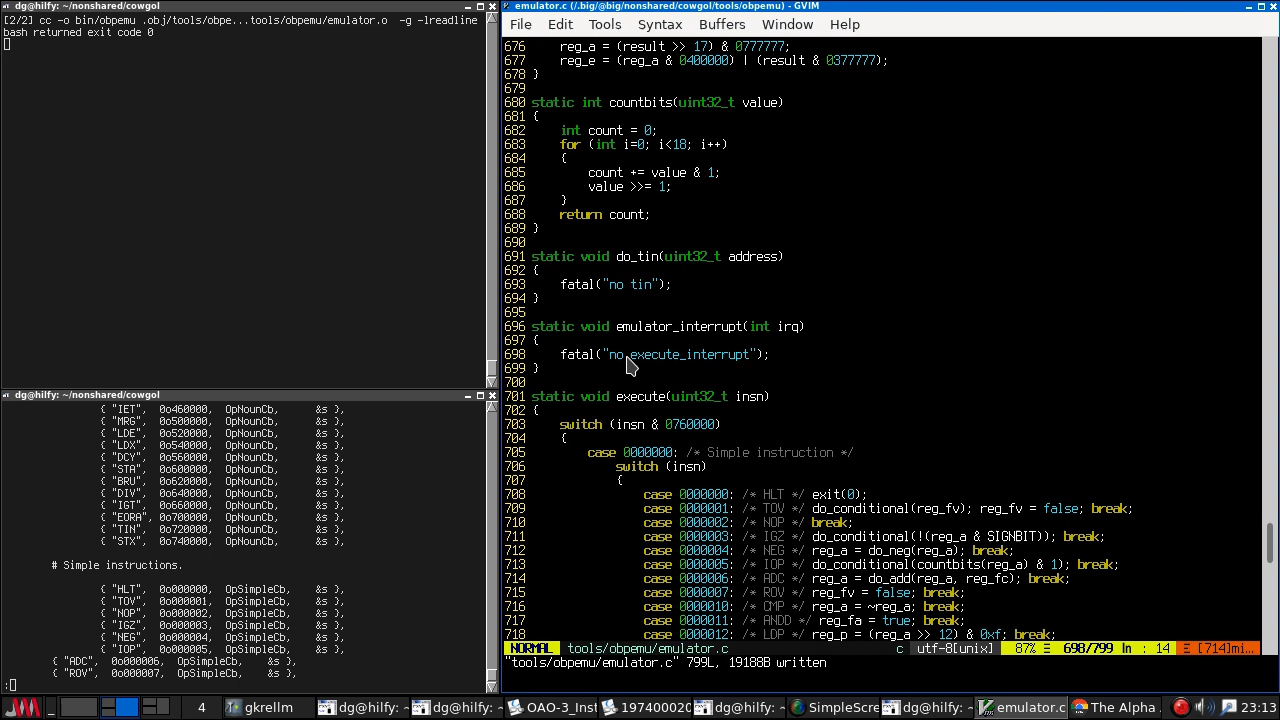 dg@hilfy: ~/nonshared/cowgol
[2/2] cc -o bin/obpemu .obj/tools/obpe...tools/obpemu/emulator.o  -g -lreadline
bash returned exit code 0
dg@hilfy: ~/nonshared/cowgol
{ "IET",  0o460000,  OpNounCb,      &s },
{ "MRG",  0o500000,  OpNounCb,      &s },
{ "LDE",  0o520000,  OpNounCb,      &s },
{ "LDX",  0o540000,  OpNounCb,      &s },
{ "DCY",  0o560000,  OpNounCb,      &s },
{ "STA",  0o600000,  OpNounCb,      &s },
{ "BRU",  0o620000,  OpNounCb,      &s },
{ "DIY",  0o640000,  OpNounCb,      &s },
{ "IGT",  0o660000,  OpNounCb,      &s },
{ "EORA", 0o700000,  OpNounCb,      &s },
{ "TIN",  0o720000,  OpNounCb,      &s },
{ "STX",  0o740000,  OpNounCb,      &s },
# Simple instructions.
{ "HLT",  0o000000,  OpSimpleCb,    &s },
{ "TOV",  0o000001,  OpSimpleCb,    &s },
{ "NOP",  0o000002,  OpSimpleCb,    &s },
{ "IGZ",  0o000003,  OpSimpleCb,    &s },
{ "NEG",  0o000004,  OpSimpleCb,    &s },
{ "IOP",  0o000005,  OpSimpleCb,    &s },
{ "ADC",  0o000006,  OpSimpleCb,    &s },
{ "ROV",  0o000007,  OpSimpleCb,    &s },
:
emulator.c (/.big/@big/nonshared/cowgol/tools/obpemu) - GVIM
File Edit Tools Syntax Buffers Window Help
676     reg_a = (result >> 17) & 0777777;
677     reg_e = (reg_a & 0400000) | (result & 0377777);
678 }
679
680 static int countbits(uint32_t value)
681 {
682     int count = 0;
683     for (int i=0; i<18; i++)
684     {
685         count += value & 1;
686         value >>= 1;
687     }
688     return count;
689 }
690
691 static void do_tin(uint32_t address)
692 {
693     fatal("no tin");
694 }
695
696 static void emulator_interrupt(int irq)
697 {
698     fatal("no execute_interrupt");
699 }
700
701 static void execute(uint32_t insn)
702 {
703     switch (insn & 0760000)
704     {
705         case 0000000: /* Simple instruction */
706             switch (insn)
707             {
708                 case 0000000: /* HLT */ exit(0);
709                 case 0000001: /* TOV */ do_conditional(reg_fv); reg_fv = false; break;
710                 case 0000002: /* NOP */ break;
711                 case 0000003: /* IGZ */ do_conditional(!(reg_a & SIGNBIT)); break;
712                 case 0000004: /* NEG */ reg_a = do_neg(reg_a); break;
713                 case 0000005: /* IOP */ do_conditional(countbits(reg_a) & 1); break;
714                 case 0000006: /* ADC */ reg_a = do_add(reg_a, reg_fc); break;
715                 case 0000007: /* ROV */ reg_fv = false; break;
716                 case 0000010: /* CMP */ reg_a = ~reg_a; break;
717                 case 0000011: /* ANDD */ reg_fa = true; break;
718                 case 0000012: /* LDP */ reg_p = (reg_a >> 12) & 0xf; break;
NORMAL tools/obpemu/emulator.c c utf-8[unix] 87% Ξ 698/799 ln : 14 Ξ [714]mi...
"tools/obpemu/emulator.c" 799L, 19188B written
4 gkrellm dg@hilfy: dg@hilfy: OAO-3_Inst 197400020 dg@hilfy: SimpleScre dg@hilfy: emulator.c The Alpha 23:13